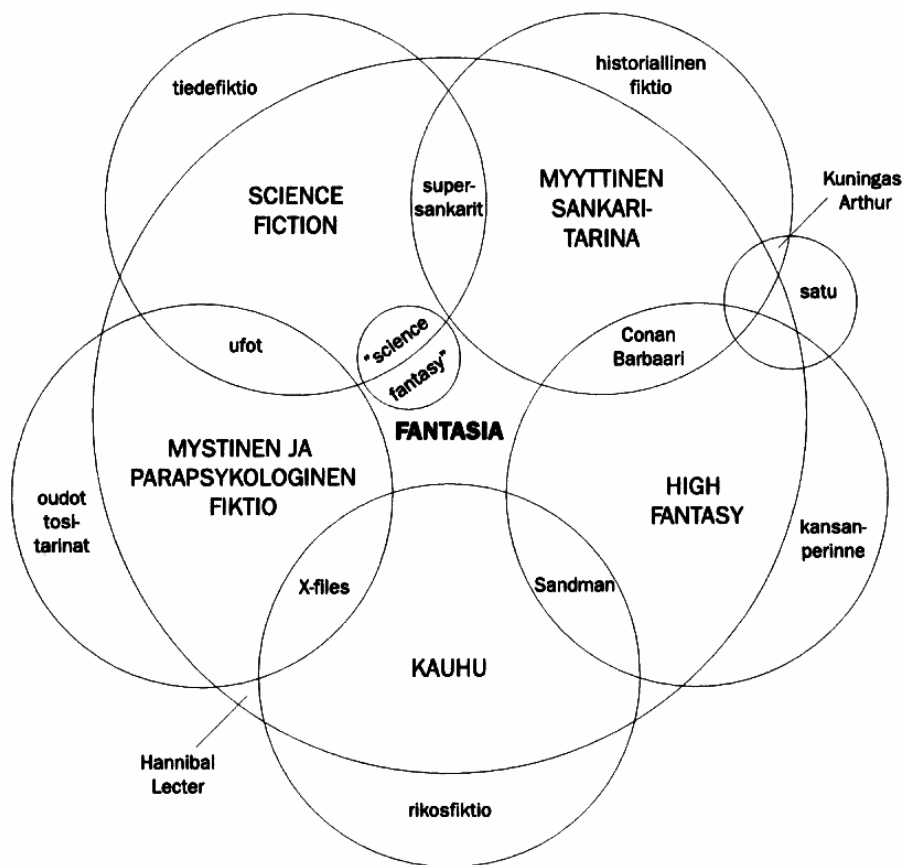 tiedefiktio
historiallinen
fiktio
SCIENCE
FICTION
super-
sankarit
MYYTTINEN
SANKARI-
TARINA
Kuningas
Arthur
satu
ufot
"science
fantasy"
Conan
Barbaari
FANTASIA
MYSTINEN JA
PARAPSYKOLOGINEN
FIKTIO
oudot
tosi-
tarinat
HIGH
FANTASY
kansan-
perinne
X-files
Sandman
KAUHU
Hannibal
Lecter
rikosfiktio